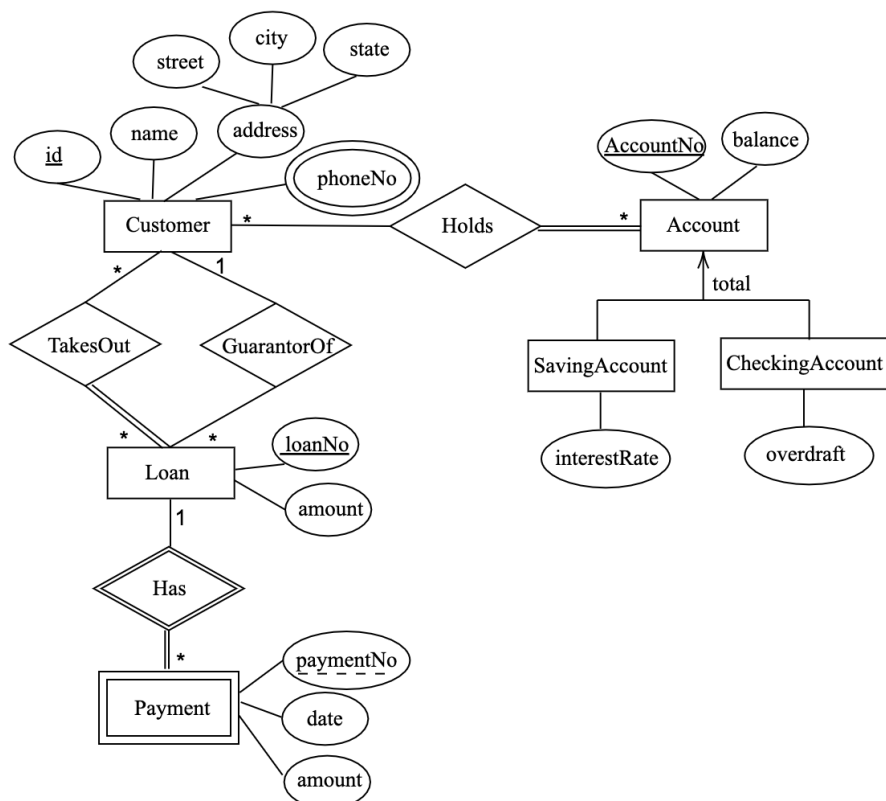 city
state
street
name
address
id
phoneNo
AccountNo
balance
Customer
*
Holds
*
Account
*
1
total
TakesOut
GuarantorOf
SavingAccount
CheckingAccount
*
*
loanNo
interestRate
overdraft
Loan
amount
1
Has
*
paymentNo
Payment
date
amount